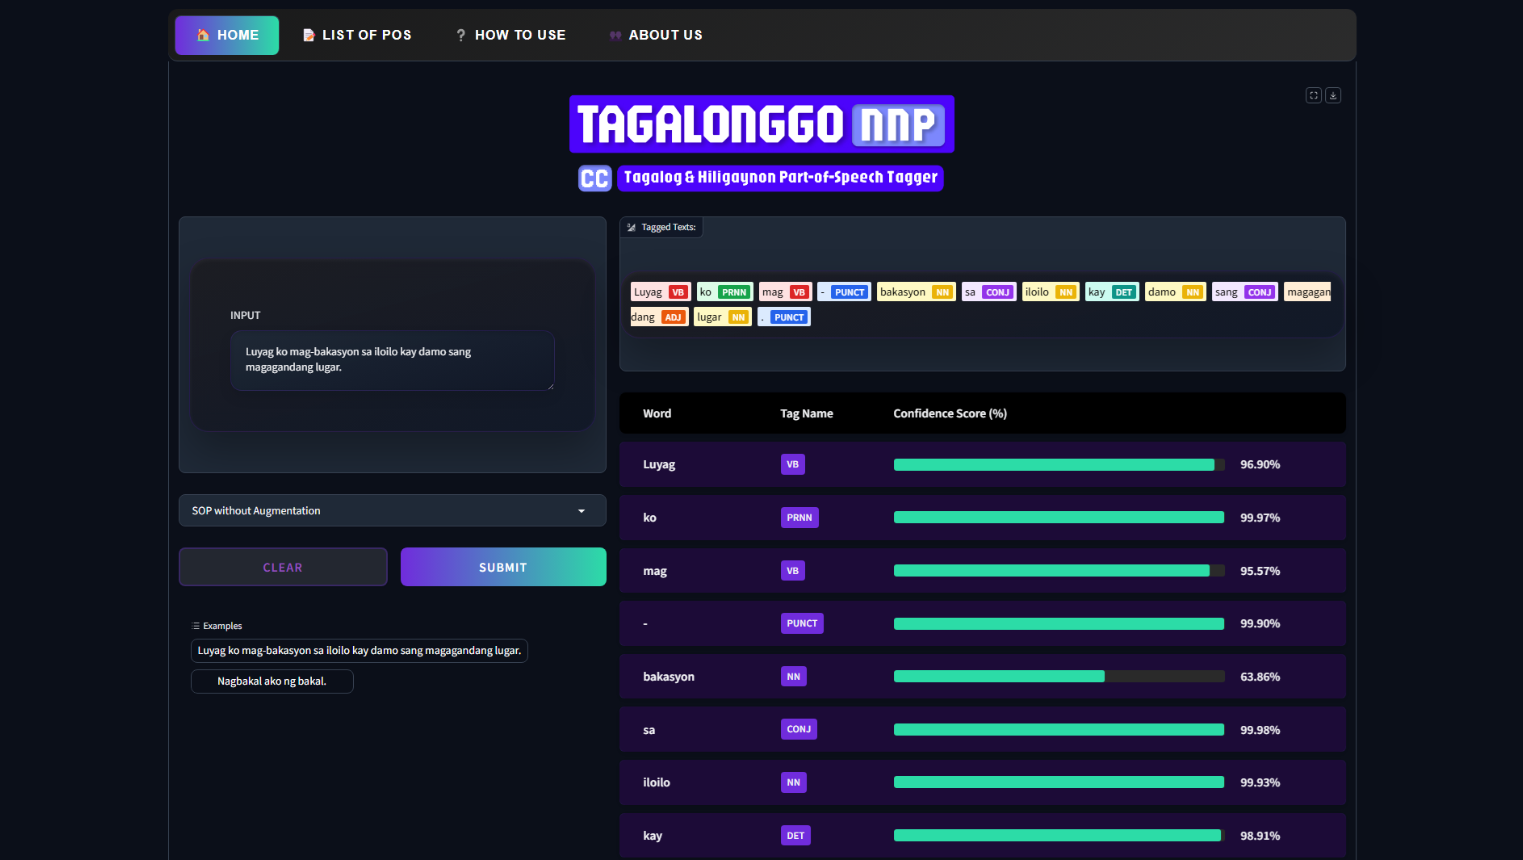 HOME LIST OF POS HOW TO USE ABOUT US
TAGALONGGO NNP
CC Tagalog & Hiligaynon Part-of-Speech Tagger
INPUT
Luyag ko mag-bakasyon sa iloilo kay damo sang
magagandang lugar.
SOP without Augmentation
CLEAR SUBMIT
Examples
Luyag ko mag-bakasyon sa iloilo kay damo sang magagandang lugar.
Nagbakal ako ng bakal.
Tagged Texts:
Luyag VB ko PRNN mag VB - PUNCT bakasyon NN sa CONJ iloilo NN kay DET damo NN sang CONJ magagan
dang ADJ lugar NN . PUNCT
Word Tag Name Confidence Score (%)
Luyag VB 96.90%
ko PRNN 99.97%
mag VB 95.57%
- PUNCT 99.90%
bakasyon NN 63.86%
sa CONJ 99.98%
iloilo NN 99.93%
kay DET 98.91%